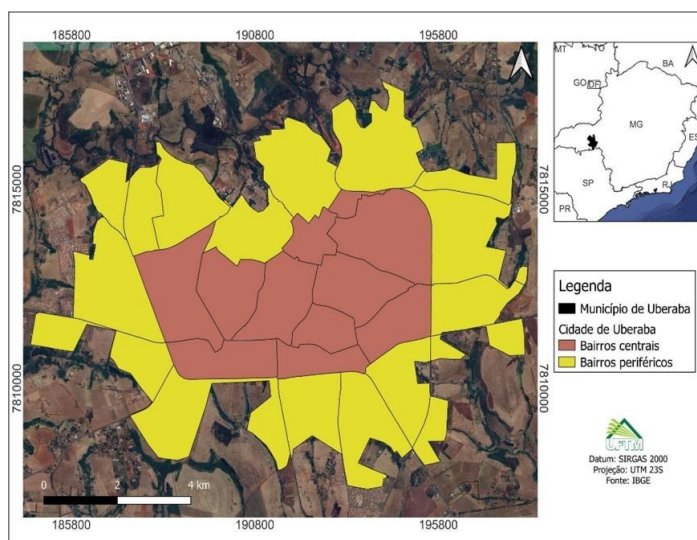 185800 190800 195800
7815000
7815000
7810000
7810000
0 2 4 km
185800 190800 195800
MT
TO
BA
GO
DF
MG
ES
SP
RJ
PR
Legenda
Município de Uberaba
Cidade de Uberaba
Bairros centrais
Bairros periféricos
UFTM
Datum: SIRGAS 2000
Projeção: UTM 23S
Fonte: IBGE